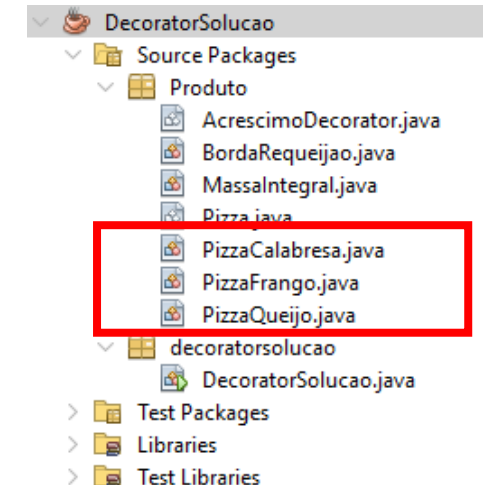 DecoratorSolucao
Source Packages
Produto
AcrescimoDecorator.java
BordaRequeijao.java
MassaIntegral.java
Pizza.java
PizzaCalabresa.java
PizzaFrango.java
PizzaQueijo.java
decoratorsolucao
DecoratorSolucao.java
Test Packages
Libraries
Test Libraries